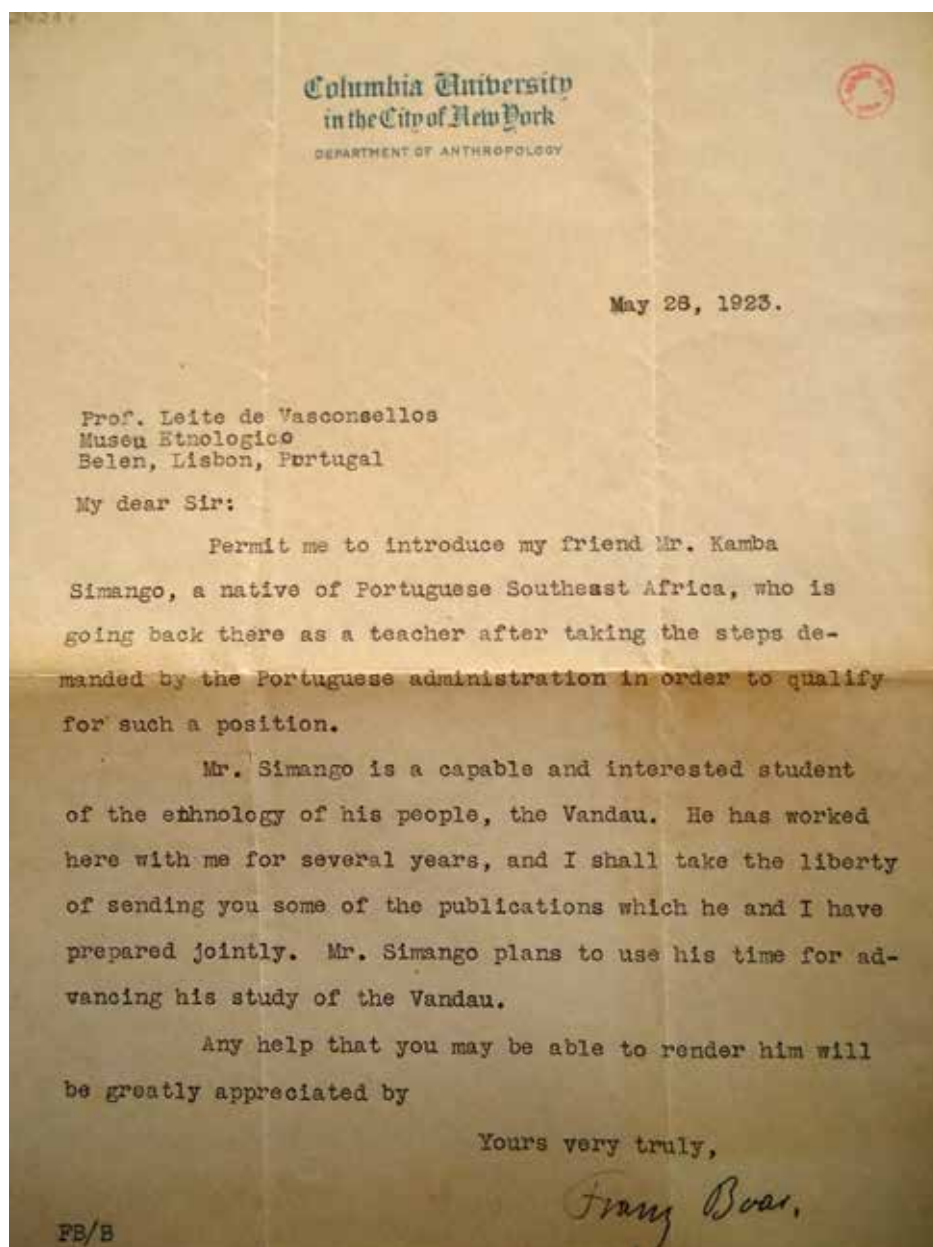 Columbia University
in the City of New York
DEPARTMENT OF ANTHROPOLOGY
May 26, 1923.
Prof. Leite de Vasconsellos
Museu Etnologico
Belen, Lisbon, Portugal
My dear Sir:
Permit me to introduce my friend Mr. Kamba
Simango, a native of Portuguese Southeast Africa, who is
going back there as a teacher after taking the steps de-
manded by the Portuguese administration in order to qualify
for such a position.
Mr. Simango is a capable and interested student
of the ethnology of his people, the Vandau. He has worked
here with me for several years, and I shall take the liberty
of sending you some of the publications which he and I have
prepared jointly. Mr. Simango plans to use his time for ad-
vancing his study of the Vandau.
Any help that you may be able to render him will
be greatly appreciated by
Yours very truly,
Franz Boas.
FB/B